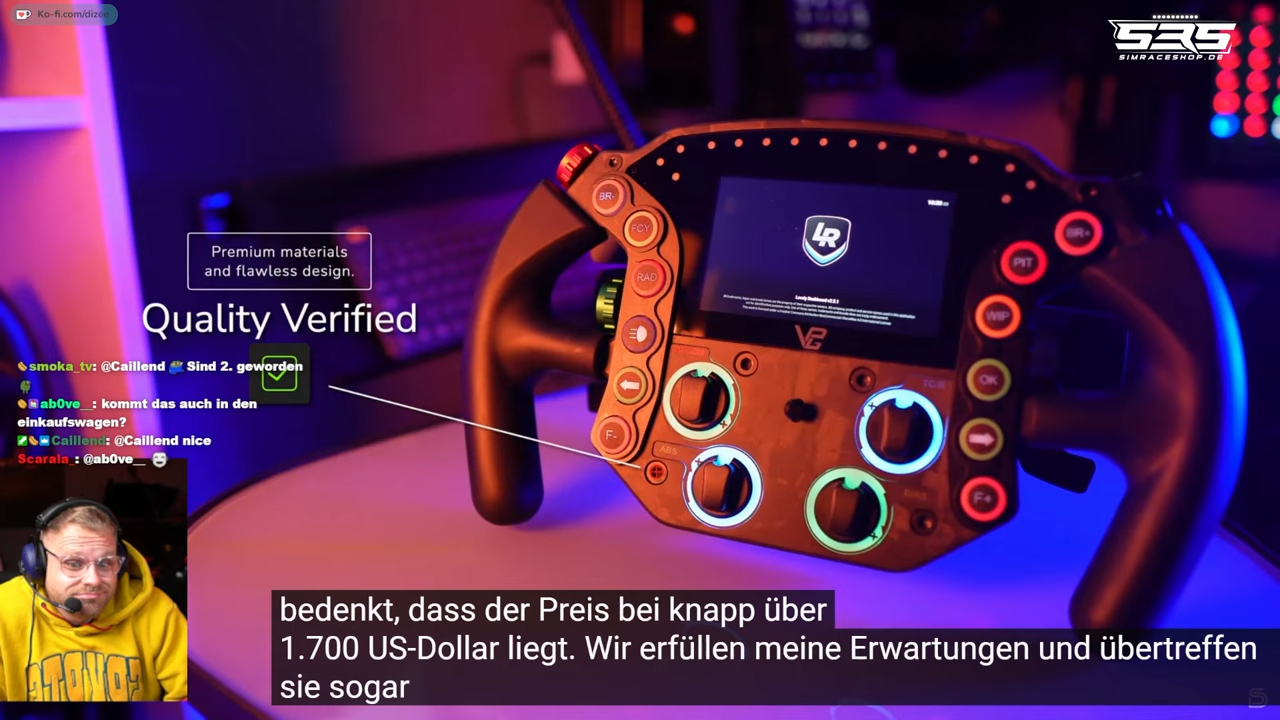 Ko-fi.com/dize
SRS
SIMRACESHOP.DE
BR-
FCY
RAD
F-
BR+
PIT
WIP
OK
F+
LR
VPG
ABS
Premium materials
and flawless design.
Quality Verified
smoka_tv: @Caillend Sind 2. geworden
ab0ve__: kommt das auch in den
einkaufswagen?
Caillend: @Caillend nice
Scarala_: @ab0ve__
bedenkt, dass der Preis bei knapp über
1.700 US-Dollar liegt. Wir erfüllen meine Erwartungen und übertreffen
sie sogar